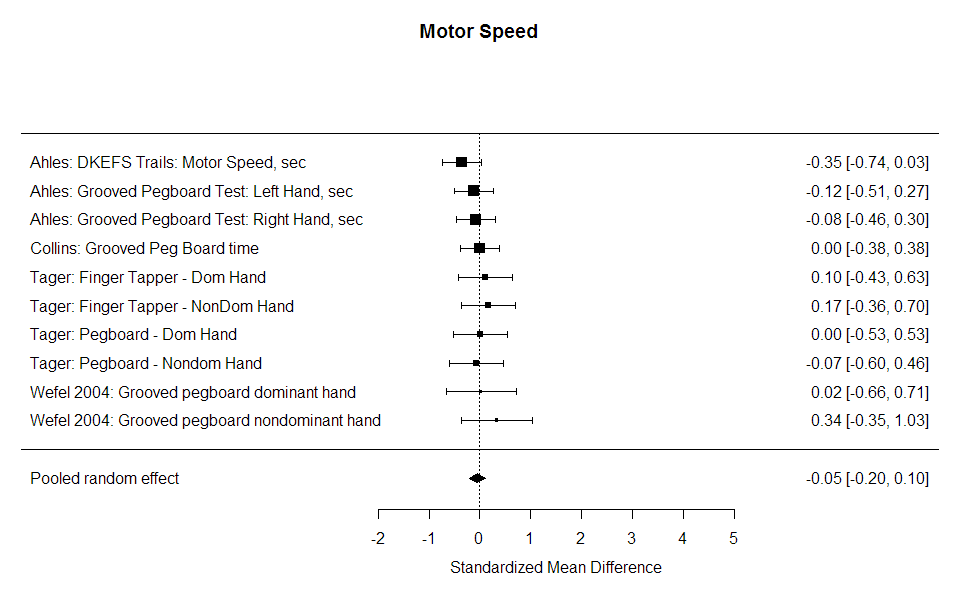 Motor Speed
Ahles: DKEFS Trails: Motor Speed, sec -0.35 [-0.74, 0.03]
Ahles: Grooved Pegboard Test: Left Hand, sec -0.12 [-0.51, 0.27]
Ahles: Grooved Pegboard Test: Right Hand, sec -0.08 [-0.46, 0.30]
Collins: Grooved Peg Board time 0.00 [-0.38, 0.38]
Tager: Finger Tapper - Dom Hand 0.10 [-0.43, 0.63]
Tager: Finger Tapper - NonDom Hand 0.17 [-0.36, 0.70]
Tager: Pegboard - Dom Hand 0.00 [-0.53, 0.53]
Tager: Pegboard - Nondom Hand -0.07 [-0.60, 0.46]
Wefel 2004: Grooved pegboard dominant hand 0.02 [-0.66, 0.71]
Wefel 2004: Grooved pegboard nondominant hand 0.34 [-0.35, 1.03]
Pooled random effect -0.05 [-0.20, 0.10]
-2 -1 0 1 2 3 4 5
Standardized Mean Difference